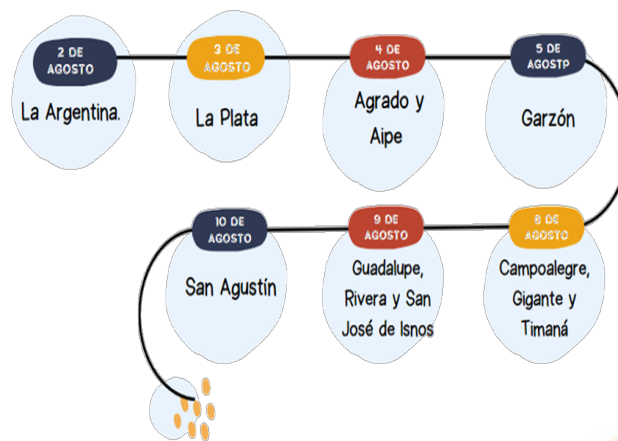 2 DE
AGOSTO
La Argentina.
3 DE
AGOSTO
La Plata
4 DE
AGOSTO
Agrado y
Aipe
5 DE
AGOSTP
Garzón
8 DE
AGOSTO
Campoalegre,
Gigante y
Timaná
9 DE
AGOSTO
Guadalupe,
Rivera y San
José de Isnos
10 DE
AGOSTO
San Agustín